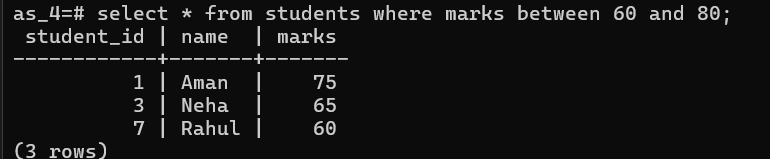 as_4=# select * from students where marks between 60 and 80;
 student_id | name  | marks
------------+-------+-------
          1 | Aman  |    75
          3 | Neha  |    65
          7 | Rahul |    60
(3 rows)